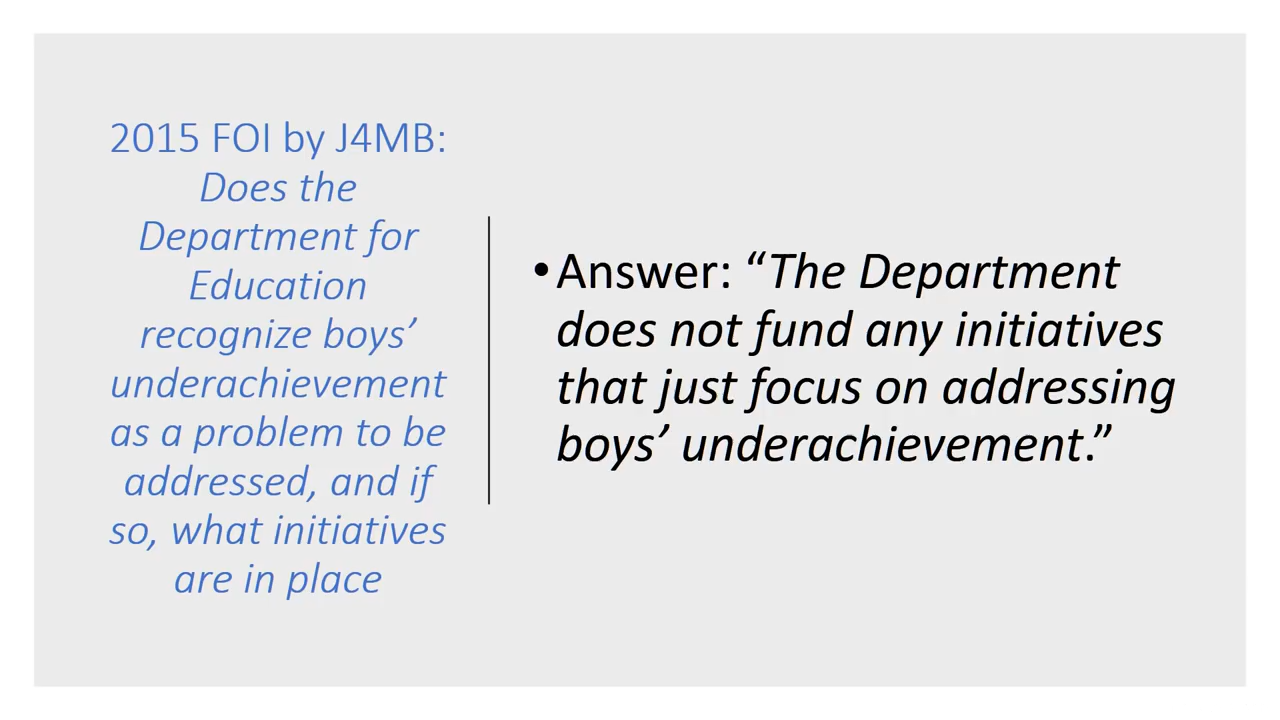 2015 FOI by J4MB:
Does the
Department for
Education
recognize boys’
underachievement
as a problem to be
addressed, and if
so, what initiatives
are in place
•Answer: “The Department
does not fund any initiatives
that just focus on addressing
boys’ underachievement.”